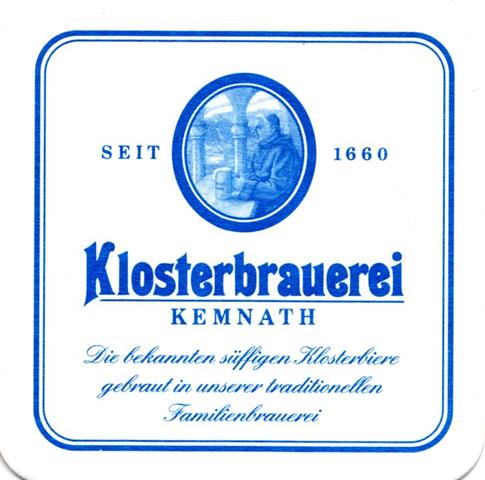 SEIT 1660
Klosterbrauerei
KEMNATH
Die bekannten süffigen Klosterbiere
gebraut in unserer traditionellen
Familienbrauerei